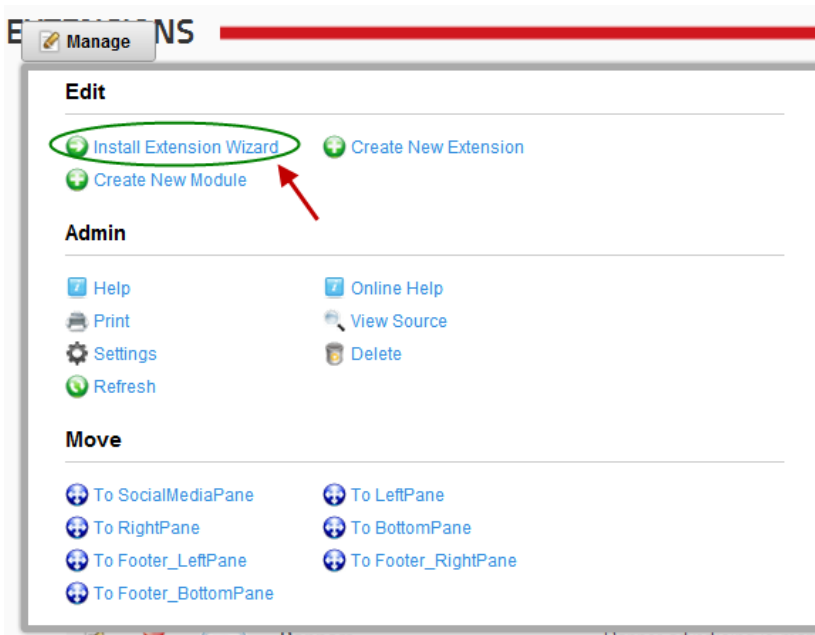 EXTENSIONS
Manage
Edit
Install Extension Wizard
Create New Extension
Create New Module
Admin
Help
Online Help
Print
View Source
Settings
Delete
Refresh
Move
To SocialMediaPane
To LeftPane
To RightPane
To BottomPane
To Footer_LeftPane
To Footer_RightPane
To Footer_BottomPane